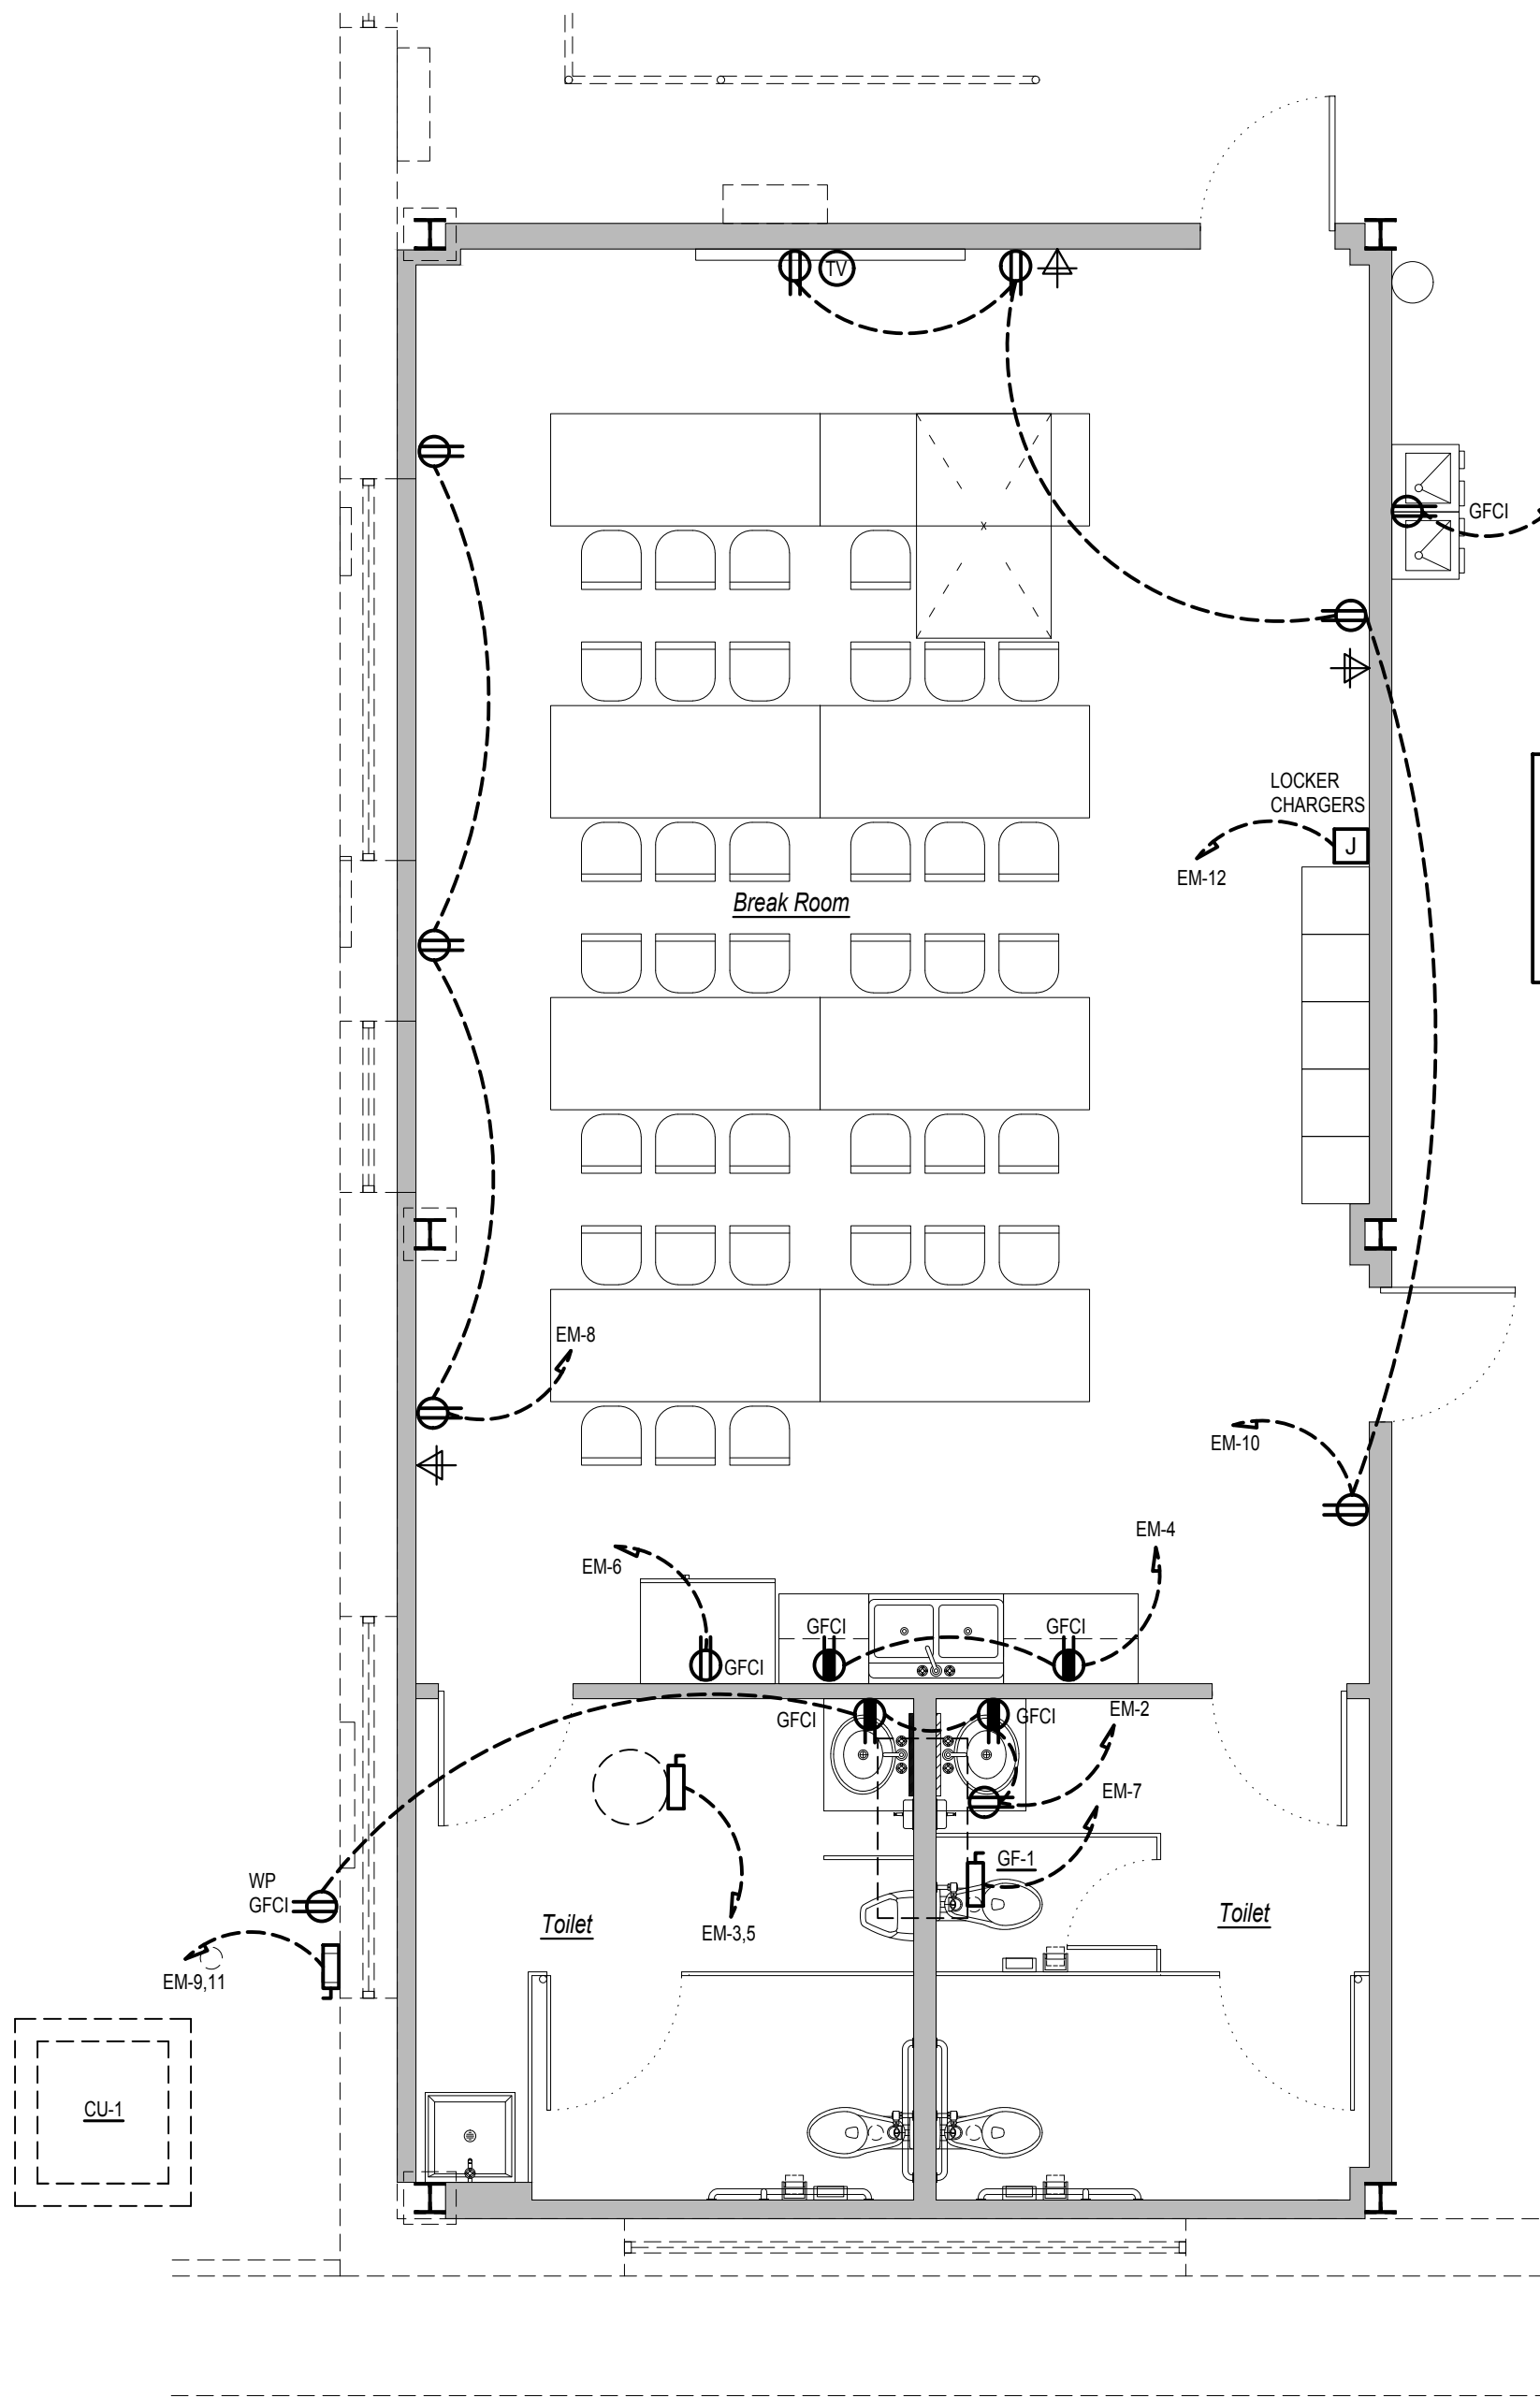 TV
GFCI
LOCKER
CHARGERS
J
EM-12
Break Room
EM-8
EM-10
EM-4
EM-6
GFCI
GFCI
GFCI
GFCI
GFCI
EM-2
EM-7
GF-1
WP
GFCI
Toilet
Toilet
EM-3,5
EM-9,11
CU-1